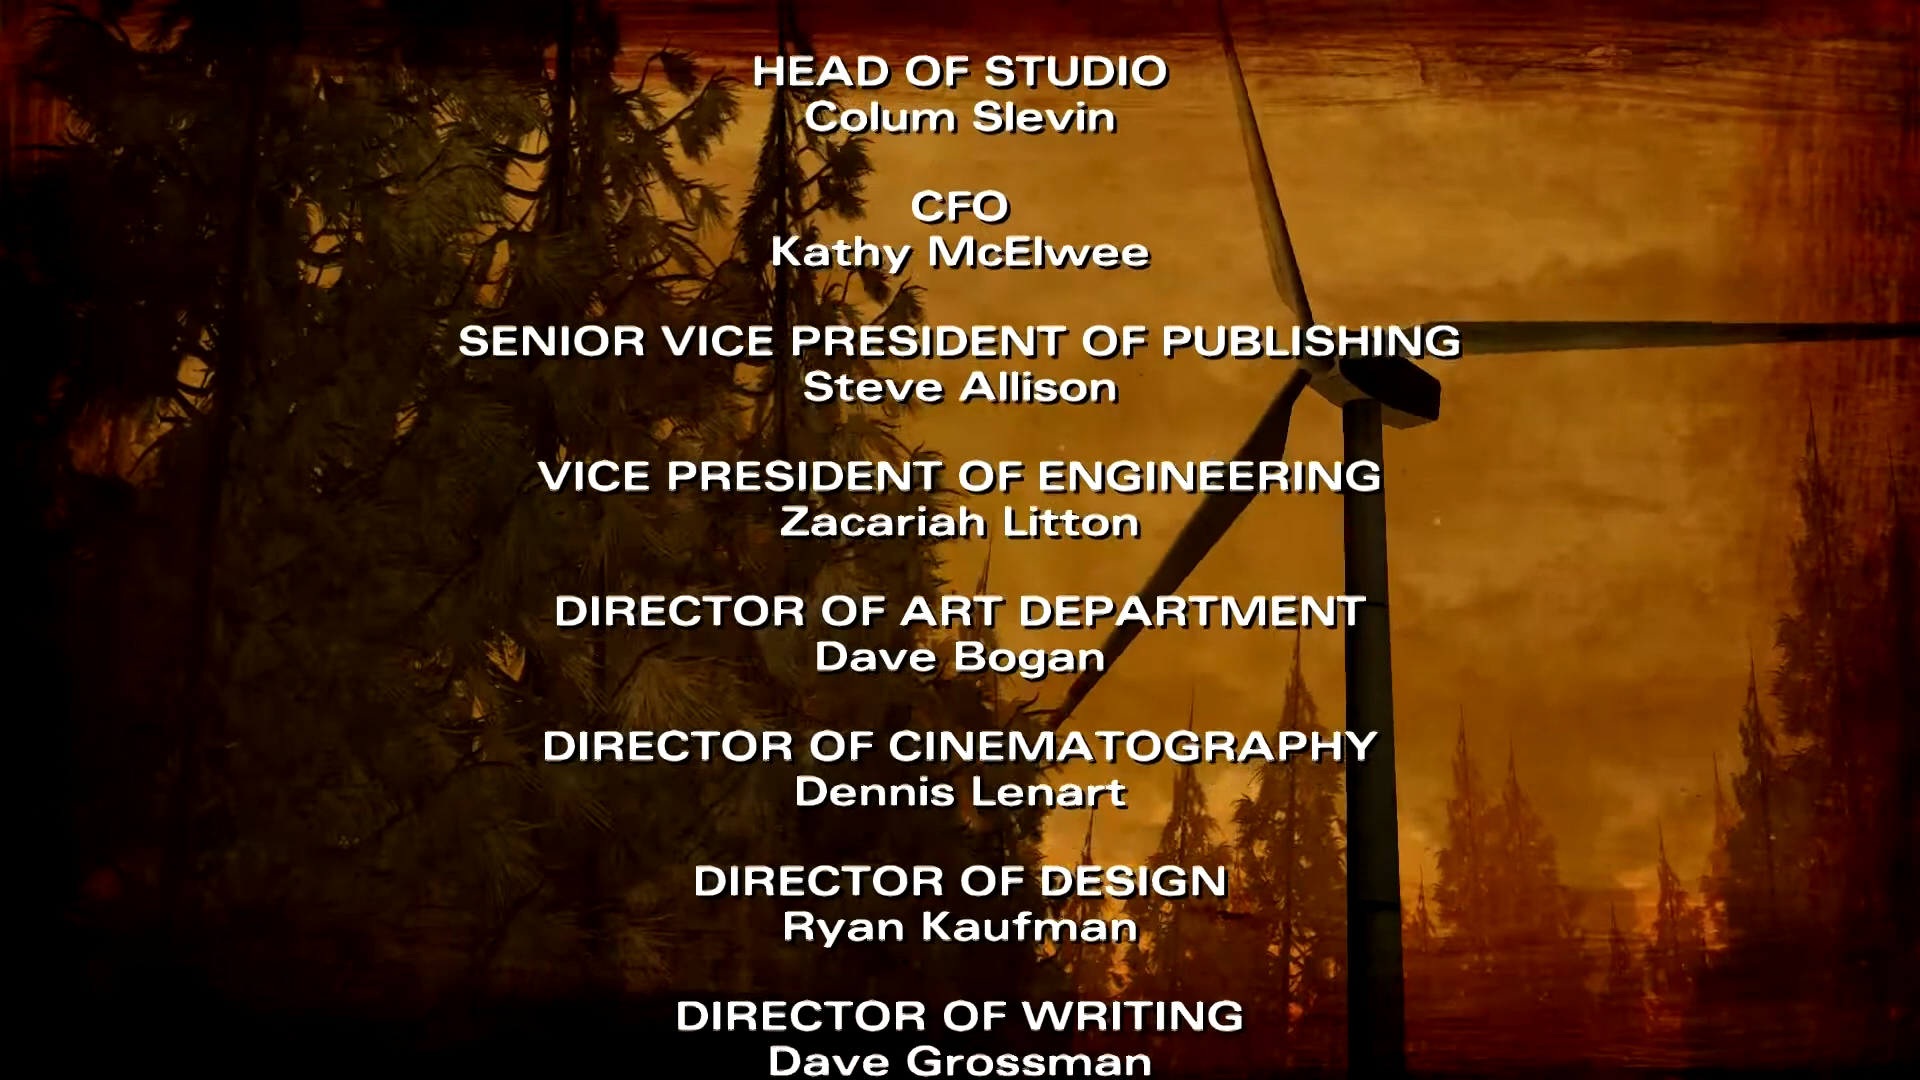 HEAD OF STUDIO
Colum Slevin
CFO
Kathy McElwee
SENIOR VICE PRESIDENT OF PUBLISHING
Steve Allison
VICE PRESIDENT OF ENGINEERING
Zacariah Litton
DIRECTOR OF ART DEPARTMENT
Dave Bogan
DIRECTOR OF CINEMATOGRAPHY
Dennis Lenart
DIRECTOR OF DESIGN
Ryan Kaufman
DIRECTOR OF WRITING
Dave Grossman